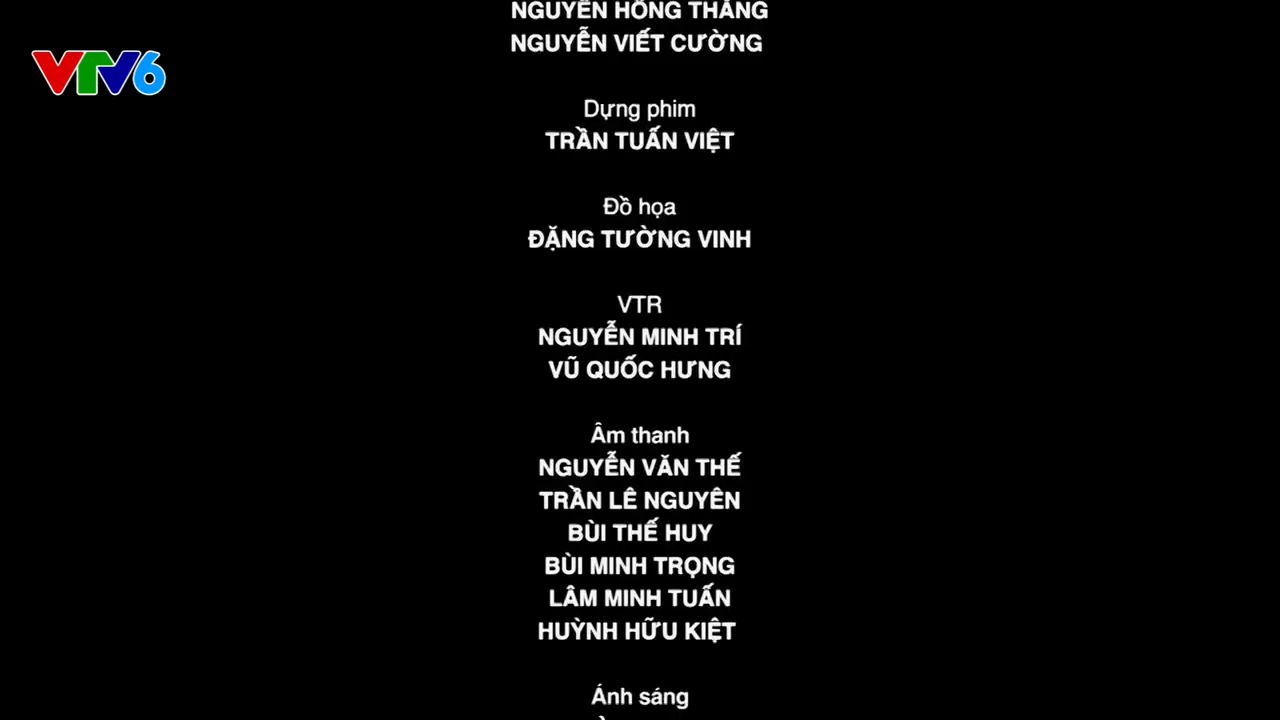 NGUYỄN HỒNG THẮNG
NGUYỄN VIẾT CƯỜNG
VTV6
Dựng phim
TRẦN TUẤN VIỆT
Đồ họa
ĐẶNG TƯỜNG VINH
VTR
NGUYỄN MINH TRÍ
VŨ QUỐC HƯNG
Âm thanh
NGUYỄN VĂN THẾ
TRẦN LÊ NGUYÊN
BÙI THẾ HUY
BÙI MINH TRỌNG
LÂM MINH TUẤN
HUỲNH HỮU KIỆT
Ánh sáng